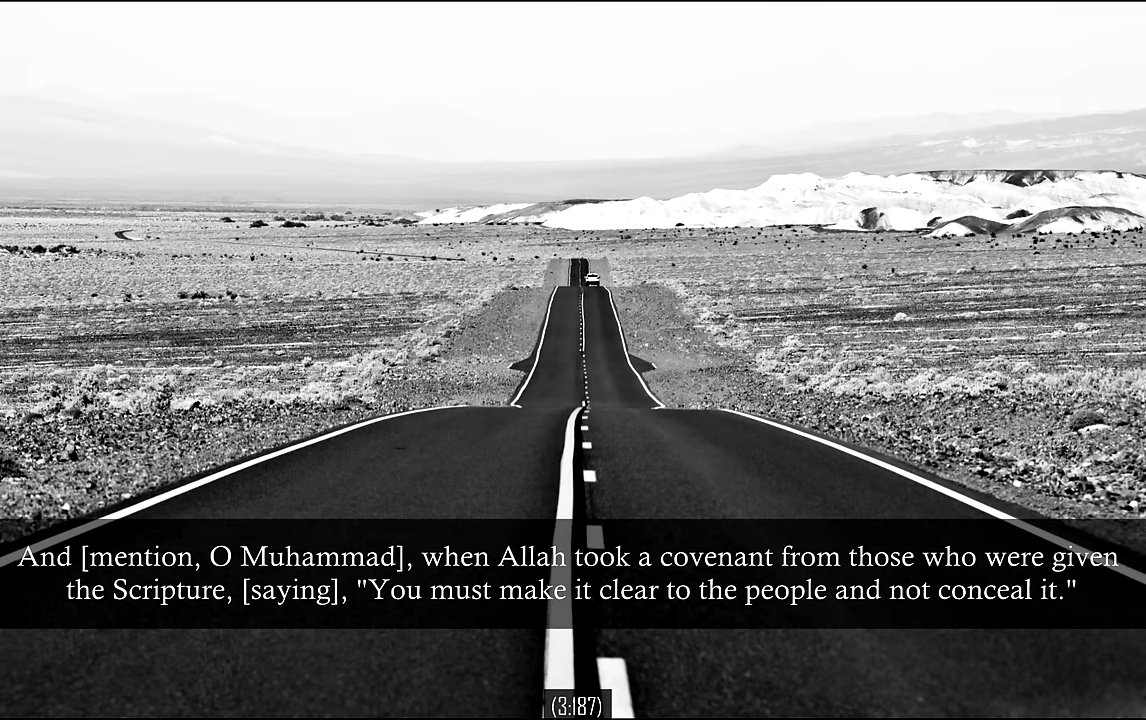 And [mention, O Muhammad], when Allah took a covenant from those who were given
the Scripture, [saying], "You must make it clear to the people and not conceal it."
(3:187)